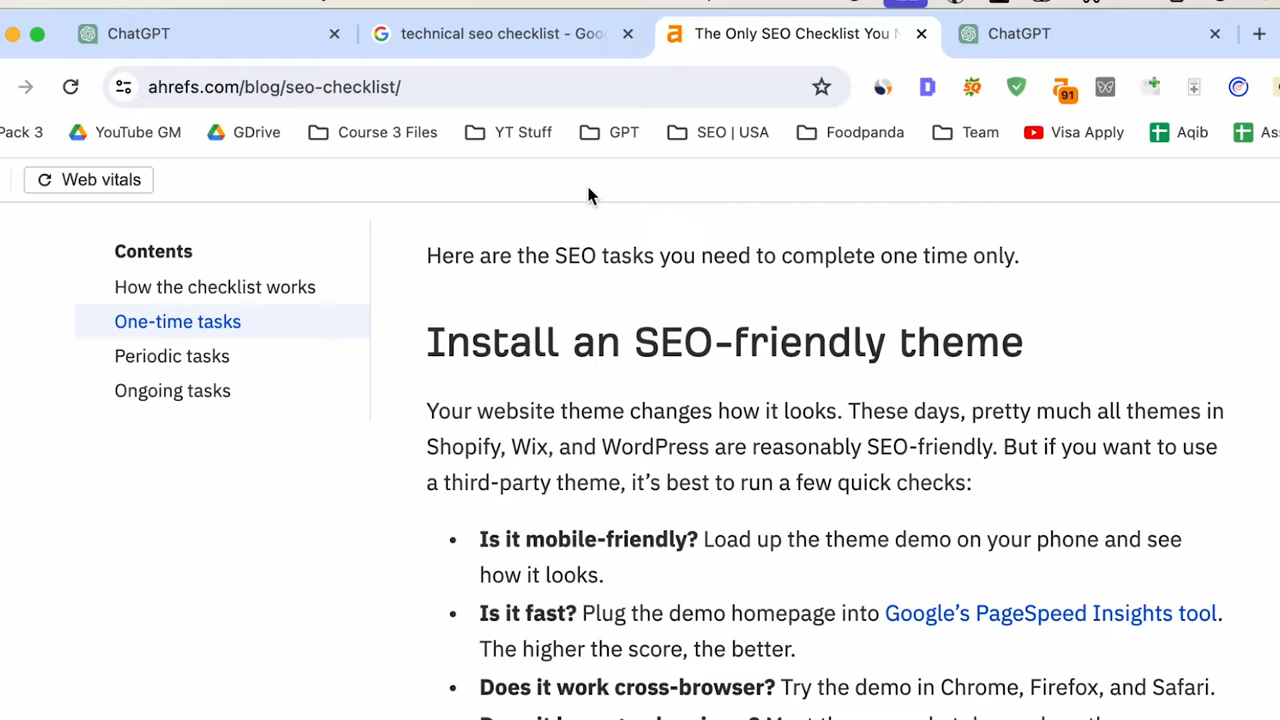 ChatGPT
technical seo checklist - Goo
The Only SEO Checklist You N
ChatGPT
ahrefs.com/blog/seo-checklist/
91
Pack 3
YouTube GM
GDrive
Course 3 Files
YT Stuff
GPT
SEO | USA
Foodpanda
Team
Visa Apply
Aqib
Ass
Web vitals
Contents
How the checklist works
One-time tasks
Periodic tasks
Ongoing tasks
Here are the SEO tasks you need to complete one time only.
Install an SEO-friendly theme
Your website theme changes how it looks. These days, pretty much all themes in
Shopify, Wix, and WordPress are reasonably SEO-friendly. But if you want to use
a third-party theme, it’s best to run a few quick checks:
• Is it mobile-friendly? Load up the theme demo on your phone and see
how it looks.
• Is it fast? Plug the demo homepage into Google’s PageSpeed Insights tool.
The higher the score, the better.
• Does it work cross-browser? Try the demo in Chrome, Firefox, and Safari.